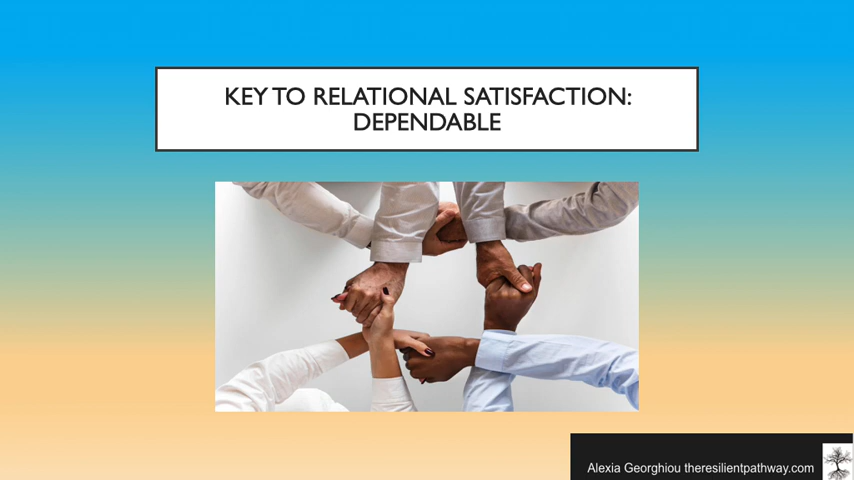 KEY TO RELATIONAL SATISFACTION:
DEPENDABLE
Alexia Georghiou theresilientpathway.com